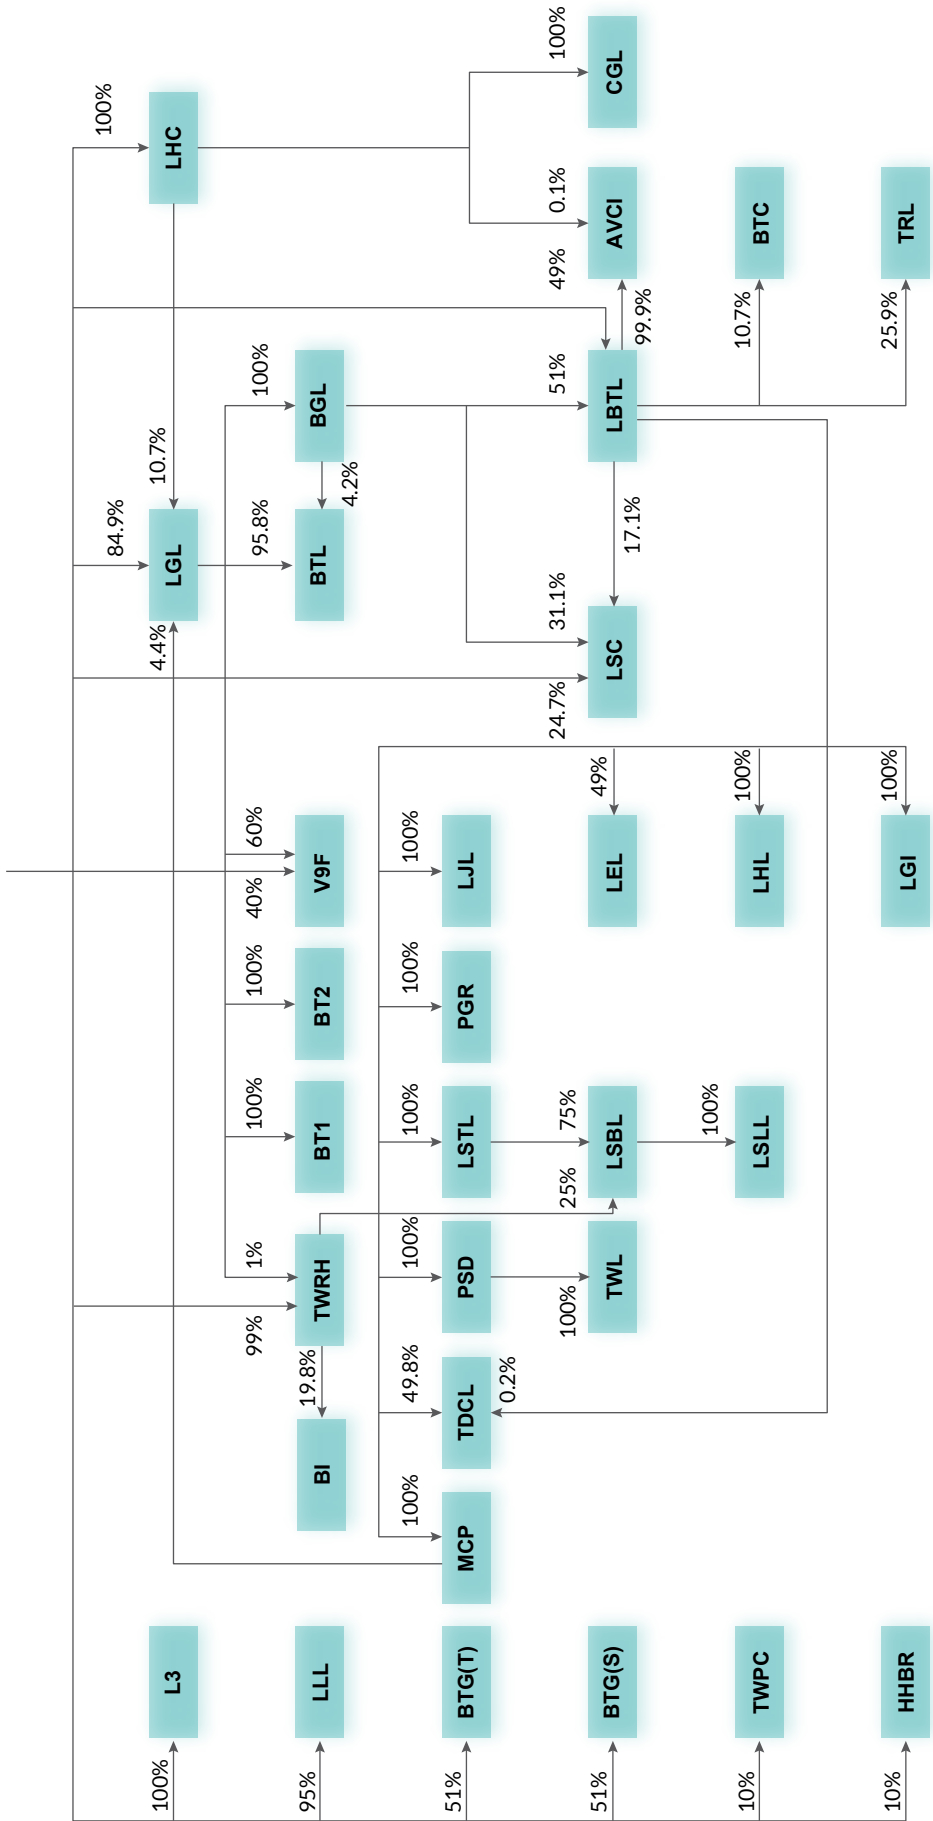 100%
LHC
84.9%
10.7%
LGL
4.4%
100%
L3
100%
BGL
4.2%
95.8%
BTL
60%
40%
V9F
100%
BT2
100%
BT1
1%
99%
TWRH
19.8%
BI
95%
LLL
100%
LJL
100%
PGR
100%
LSTL
100%
PSD
49.8%
TDCL
0.2%
100%
MCP
51%
BTG(T)
100%
CGL
0.1%
49%
AVCI
99.9%
51%
LBTL
17.1%
31.1%
24.7%
LSC
49%
LEL
75%
25%
LSBL
100%
TWL
51%
BTG(S)
10.7%
BTC
100%
LHL
100%
LSLL
10%
TWPC
25.9%
TRL
100%
LGI
10%
HHBR